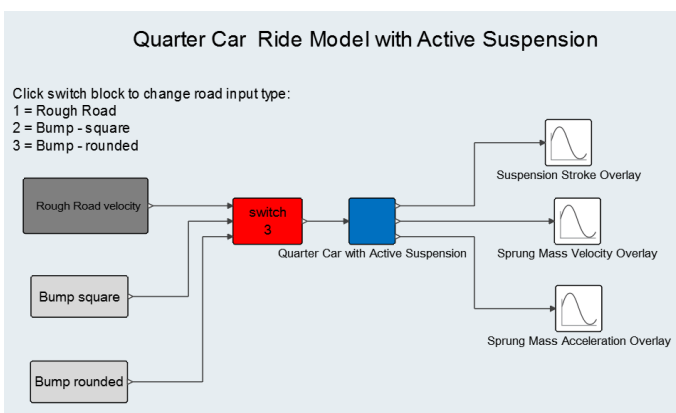 Quarter Car Ride Model with Active Suspension
Click switch block to change road input type:
1 = Rough Road
2 = Bump - square
3 = Bump - rounded
Suspension Stroke Overlay
Rough Road velocity
switch
3
Quarter Car with Active Suspension
Sprung Mass Velocity Overlay
Bump square
Sprung Mass Acceleration Overlay
Bump rounded